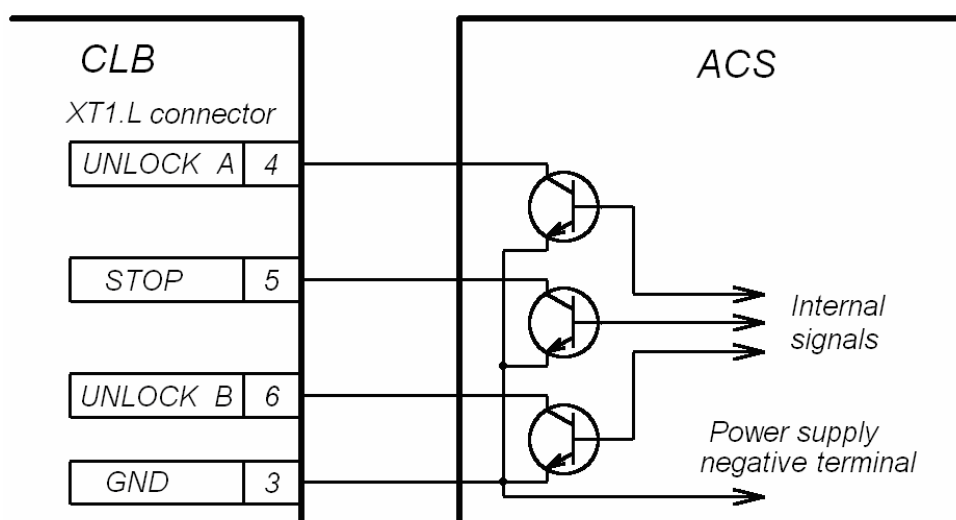 CLB
ACS
XT1.L connector
UNLOCK A 4
STOP 5
Internal
signals
UNLOCK B 6
Power supply
negative terminal
GND 3